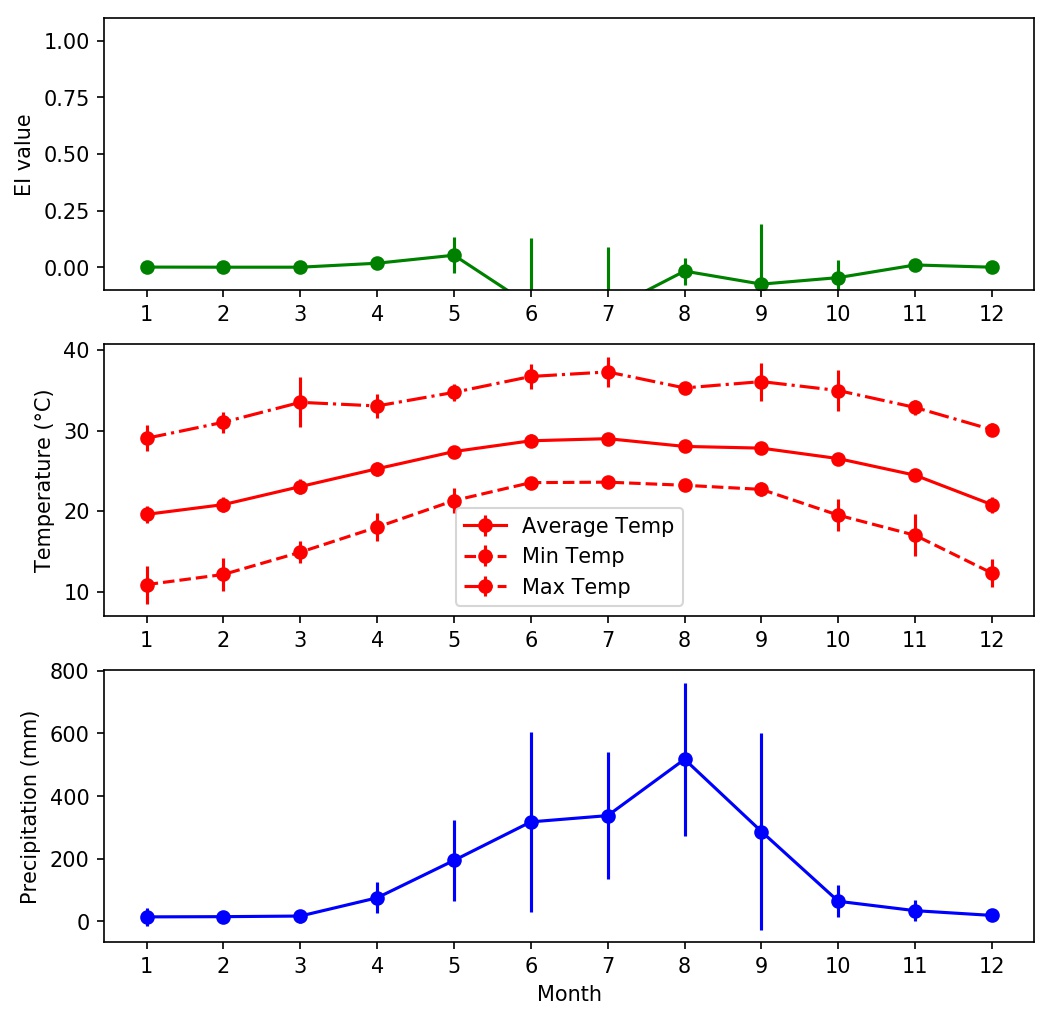 EI value
1.00
0.75
0.50
0.25
0.00
1 2 3 4 5 6 7 8 9 10 11 12
Temperature (°C)
40
30
20
10
Average Temp
Min Temp
Max Temp
1 2 3 4 5 6 7 8 9 10 11 12
Precipitation (mm)
800
600
400
200
0
1 2 3 4 5 6 7 8 9 10 11 12
Month